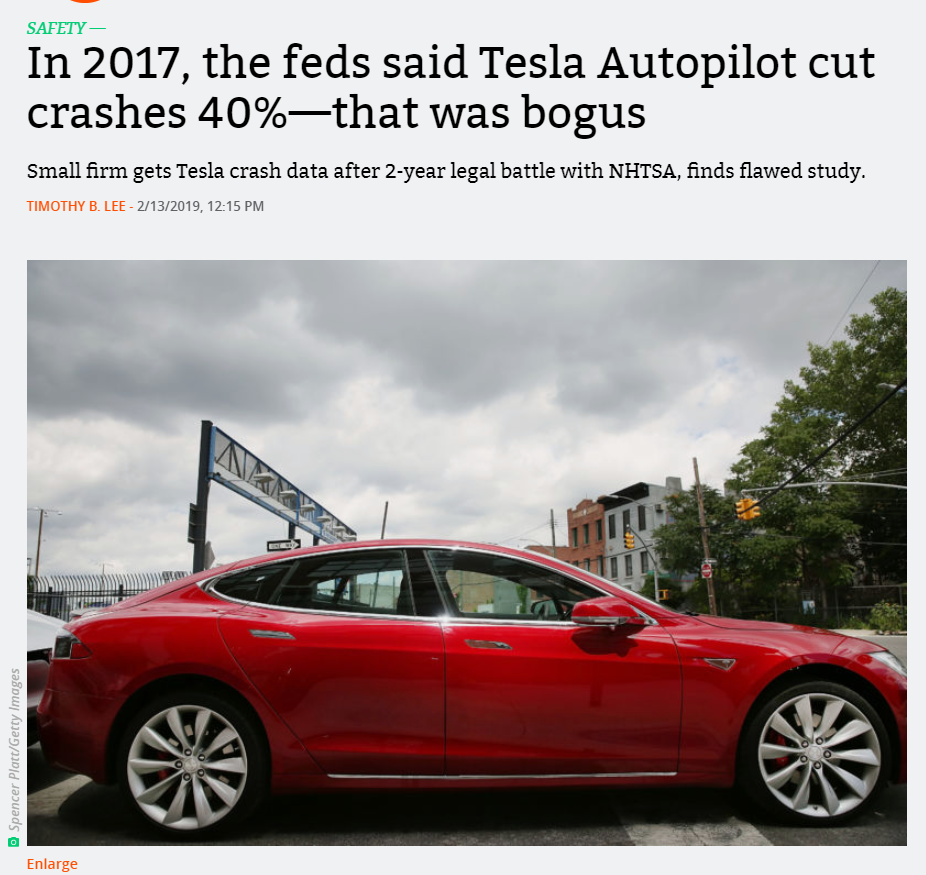 SAFETY —
In 2017, the feds said Tesla Autopilot cut
crashes 40%—that was bogus
Small firm gets Tesla crash data after 2-year legal battle with NHTSA, finds flawed study.
TIMOTHY B. LEE - 2/13/2019, 12:15 PM
Spencer Platt/Getty Images
Enlarge